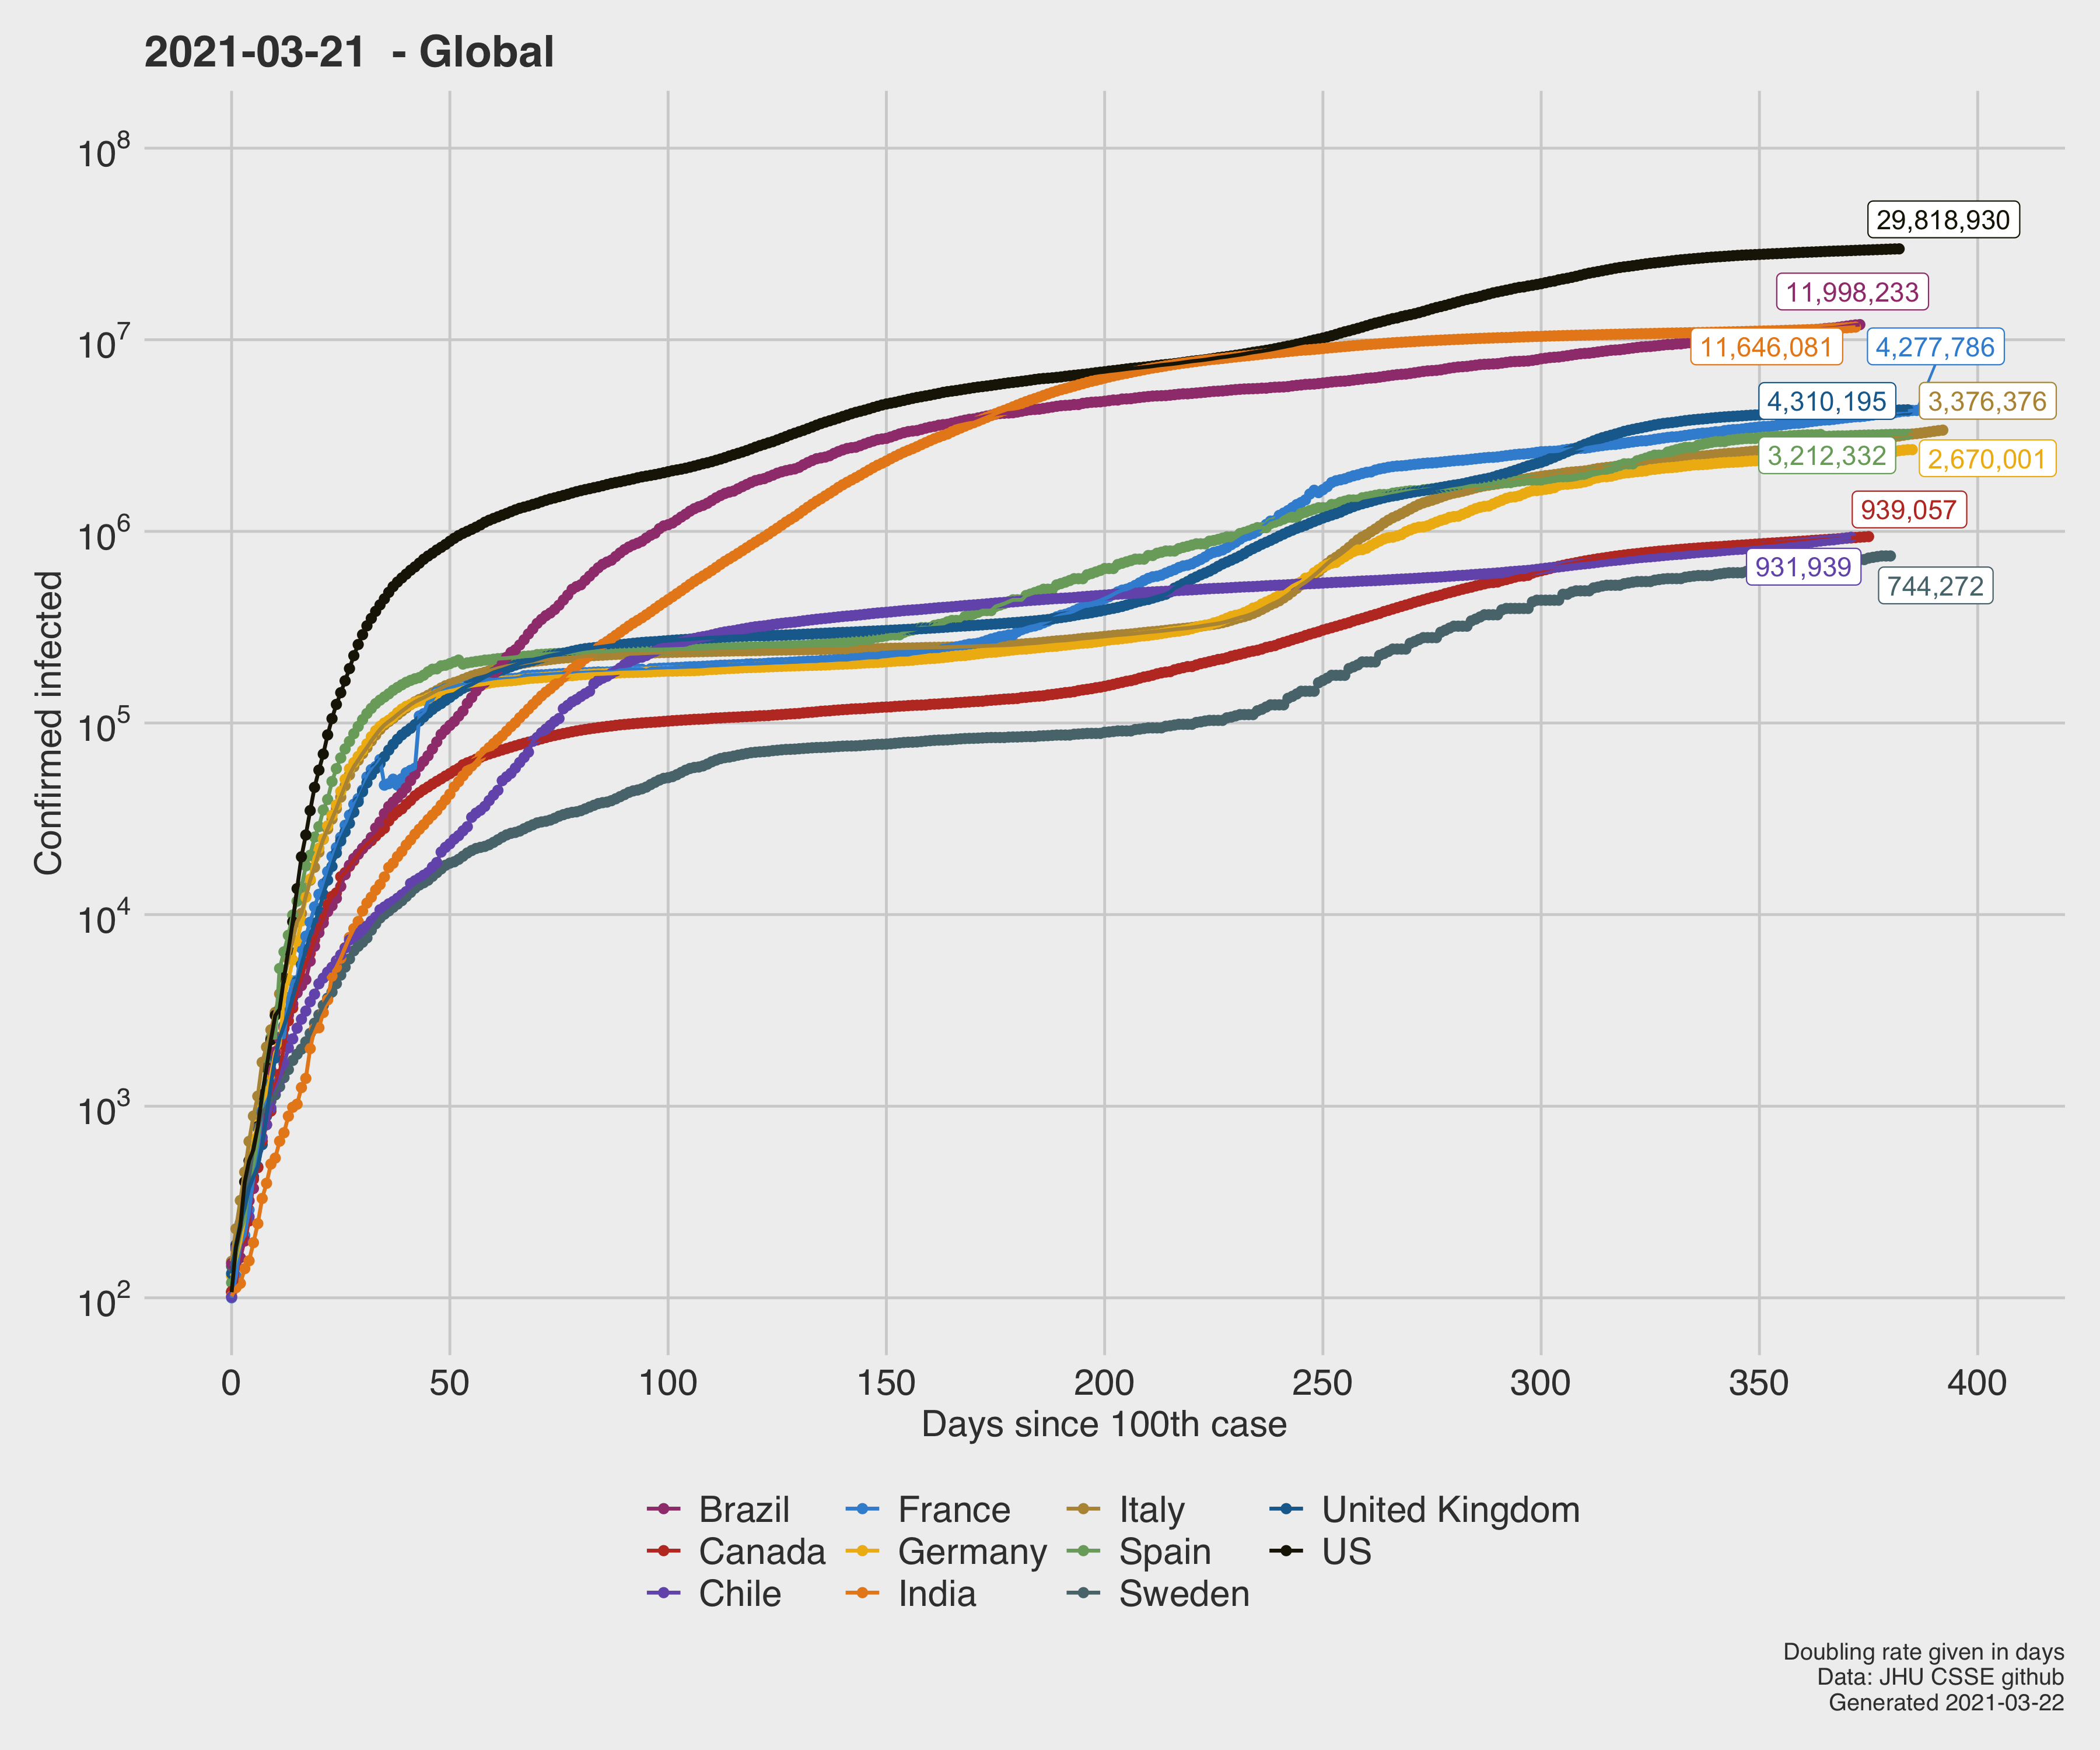 2021-03-21 - Global
Confirmed infected
10^8
10^7
10^6
10^5
10^4
10^3
10^2
29,818,930
11,998,233
11,646,081
4,277,786
4,310,195
3,376,376
3,212,332
2,670,001
939,057
931,939
744,272
0 50 100 150 200 250 300 350 400
Days since 100th case
Brazil France Italy United Kingdom
Canada Germany Spain US
Chile India Sweden
Doubling rate given in days
Data: JHU CSSE github
Generated 2021-03-22